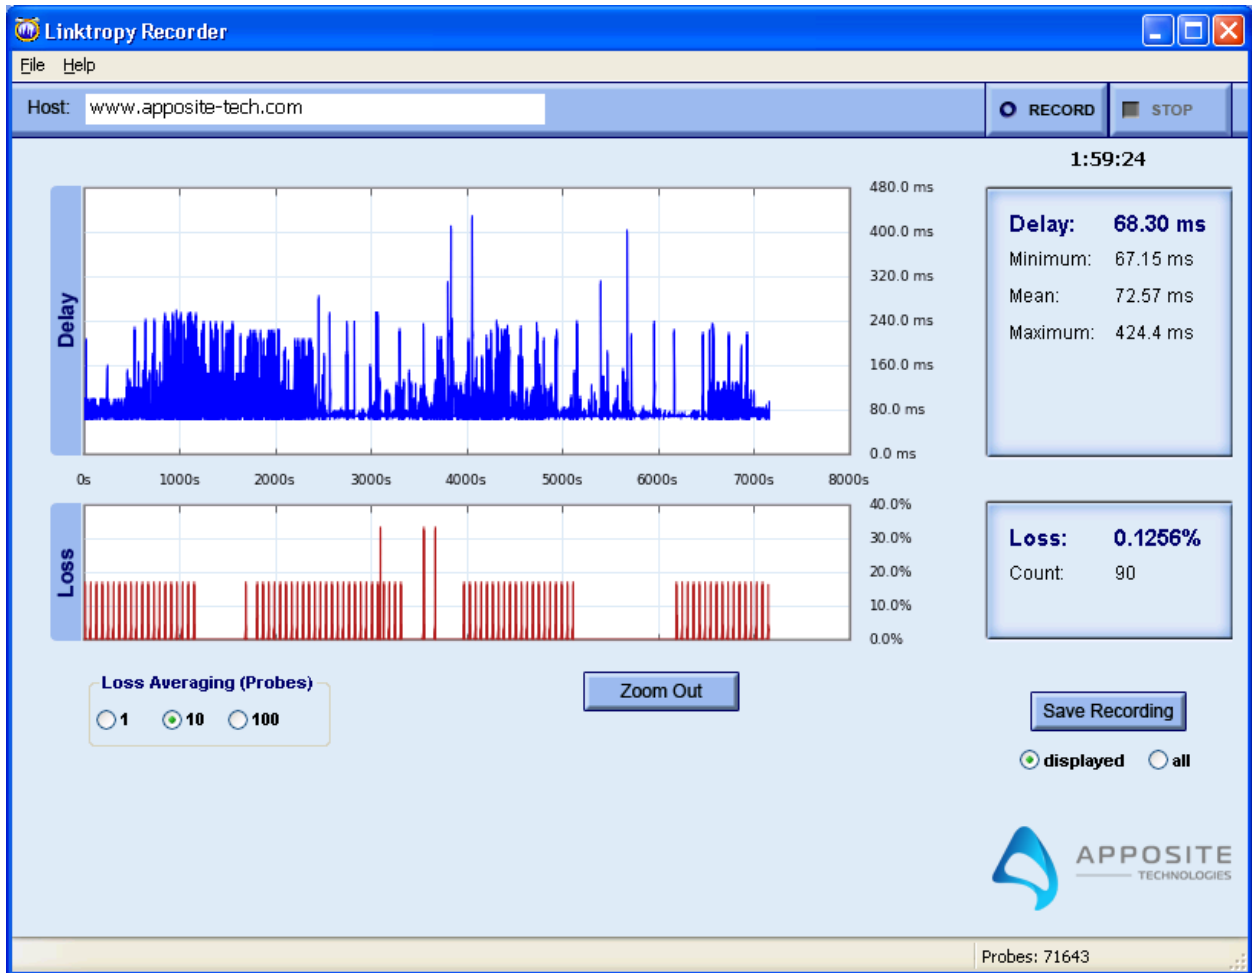 Linktropy Recorder
File Help
Host: www.apposite-tech.com
RECORD
STOP
1:59:24
Delay
480.0 ms
400.0 ms
320.0 ms
240.0 ms
160.0 ms
80.0 ms
0.0 ms
0s 1000s 2000s 3000s 4000s 5000s 6000s 7000s 8000s
Delay: 68.30 ms
Minimum: 67.15 ms
Mean: 72.57 ms
Maximum: 424.4 ms
Loss
40.0%
30.0%
20.0%
10.0%
0.0%
Loss: 0.1256%
Count: 90
Loss Averaging (Probes)
1 10 100
Zoom Out
Save Recording
displayed all
APPOSITE
TECHNOLOGIES
Probes: 71643